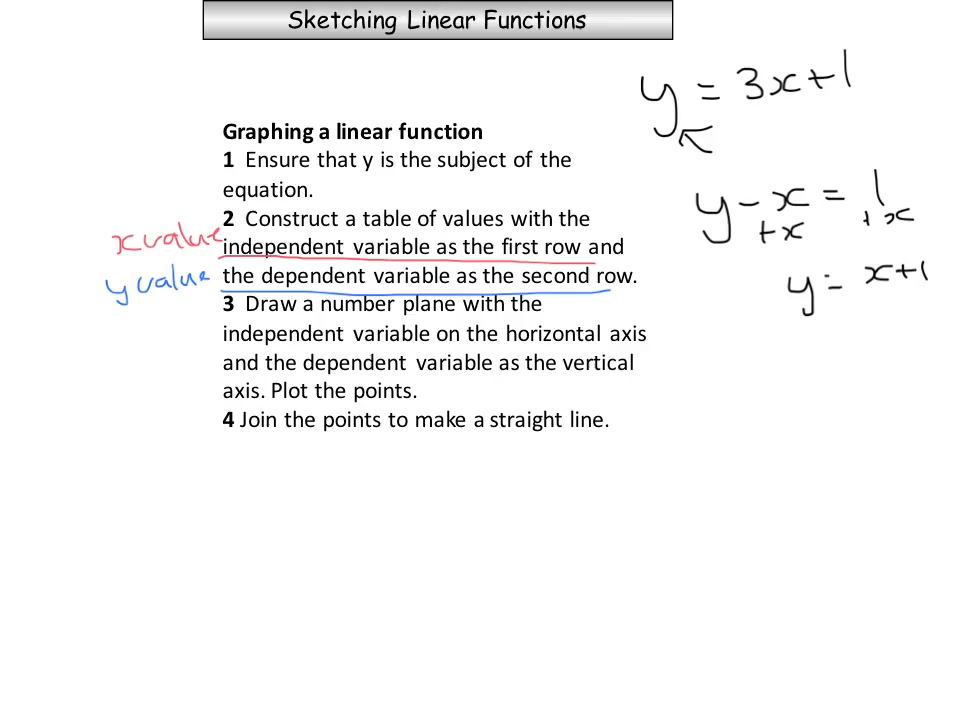 Sketching Linear Functions
y = 3x+1
Graphing a linear function
1 Ensure that y is the subject of the
equation.
2 Construct a table of values with the
independent variable as the first row and
the dependent variable as the second row.
3 Draw a number plane with the
independent variable on the horizontal axis
and the dependent variable as the vertical
axis. Plot the points.
4 Join the points to make a straight line.
x value
y value
y - x = 1
+x +x
y = x+1